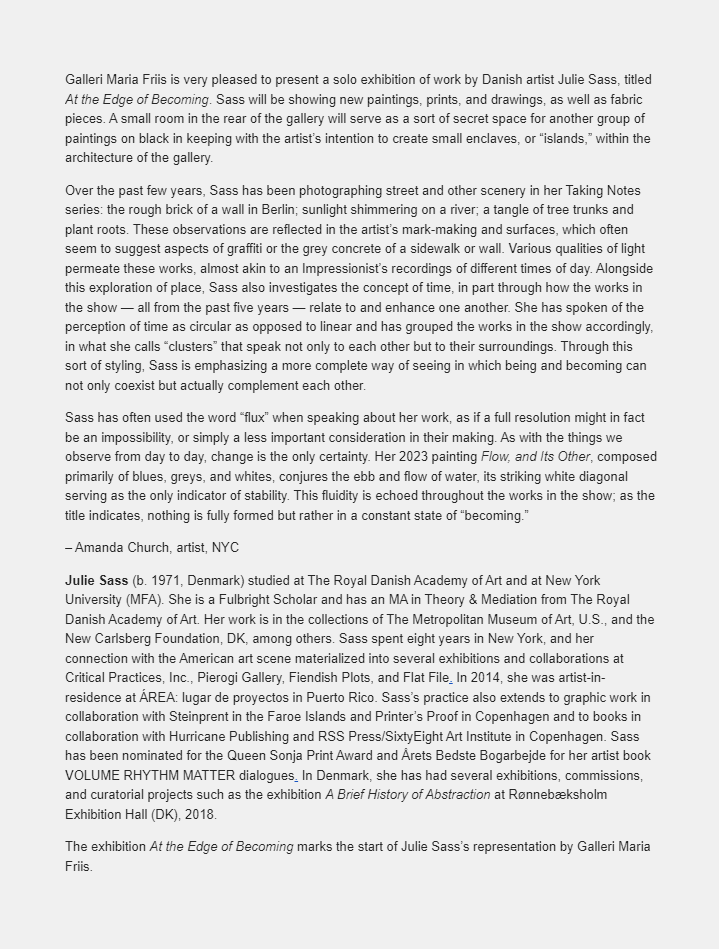 Galleri Maria Friis is very pleased to present a solo exhibition of work by Danish artist Julie Sass, titled
At the Edge of Becoming. Sass will be showing new paintings, prints, and drawings, as well as fabric
pieces. A small room in the rear of the gallery will serve as a sort of secret space for another group of
paintings on black in keeping with the artist’s intention to create small enclaves, or “islands,” within the
architecture of the gallery.
Over the past few years, Sass has been photographing street and other scenery in her Taking Notes
series: the rough brick of a wall in Berlin; sunlight shimmering on a river; a tangle of tree trunks and
plant roots. These observations are reflected in the artist’s mark-making and surfaces, which often
seem to suggest aspects of graffiti or the grey concrete of a sidewalk or wall. Various qualities of light
permeate these works, almost akin to an Impressionist’s recordings of different times of day. Alongside
this exploration of place, Sass also investigates the concept of time, in part through how the works in
the show — all from the past five years — relate to and enhance one another. She has spoken of the
perception of time as circular as opposed to linear and has grouped the works in the show accordingly,
in what she calls “clusters” that speak not only to each other but to their surroundings. Through this
sort of styling, Sass is emphasizing a more complete way of seeing in which being and becoming can
not only coexist but actually complement each other.
Sass has often used the word “flux” when speaking about her work, as if a full resolution might in fact
be an impossibility, or simply a less important consideration in their making. As with the things we
observe from day to day, change is the only certainty. Her 2023 painting Flow, and Its Other, composed
primarily of blues, greys, and whites, conjures the ebb and flow of water, its striking white diagonal
serving as the only indicator of stability. This fluidity is echoed throughout the works in the show; as the
title indicates, nothing is fully formed but rather in a constant state of “becoming.”
– Amanda Church, artist, NYC
Julie Sass (b. 1971, Denmark) studied at The Royal Danish Academy of Art and at New York
University (MFA). She is a Fulbright Scholar and has an MA in Theory & Mediation from The Royal
Danish Academy of Art. Her work is in the collections of The Metropolitan Museum of Art, U.S., and the
New Carlsberg Foundation, DK, among others. Sass spent eight years in New York, and her
connection with the American art scene materialized into several exhibitions and collaborations at
Critical Practices, Inc., Pierogi Gallery, Fiendish Plots, and Flat File. In 2014, she was artist-in-
residence at ÁREA: lugar de proyectos in Puerto Rico. Sass’s practice also extends to graphic work in
collaboration with Steinprent in the Faroe Islands and Printer’s Proof in Copenhagen and to books in
collaboration with Hurricane Publishing and RSS Press/SixtyEight Art Institute in Copenhagen. Sass
has been nominated for the Queen Sonja Print Award and Årets Bedste Bogarbejde for her artist book
VOLUME RHYTHM MATTER dialogues. In Denmark, she has had several exhibitions, commissions,
and curatorial projects such as the exhibition A Brief History of Abstraction at Rønnebæksholm
Exhibition Hall (DK), 2018.
The exhibition At the Edge of Becoming marks the start of Julie Sass’s representation by Galleri Maria
Friis.